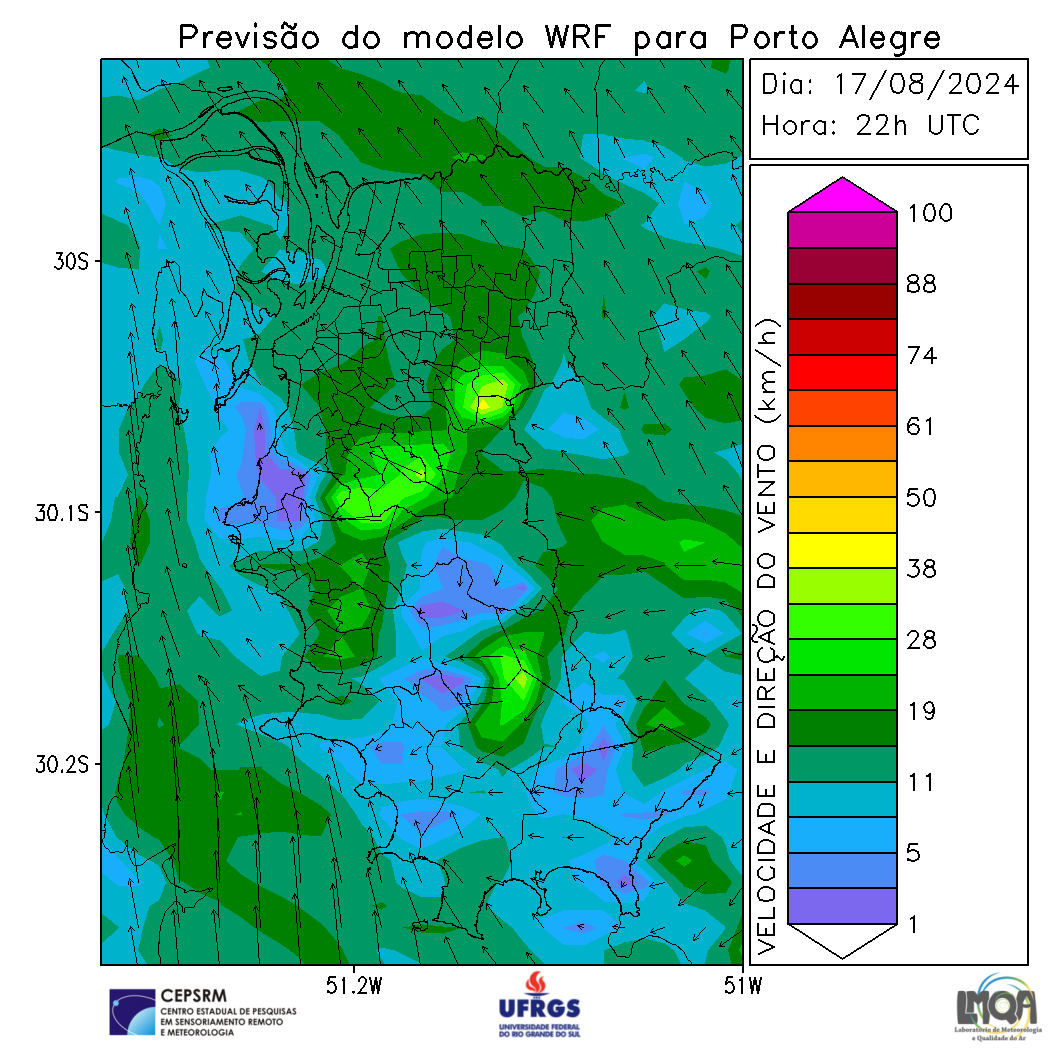 Previsão do modelo WRF para Porto Alegre
Dia: 17/08/2024
Hora: 22h UTC
30S
30.1S
30.2S
51.2W
51W
VELOCIDADE E DIREÇÃO DO VENTO (km/h)
100
88
74
61
50
38
28
19
11
5
1
CEPSRM
CENTRO ESTADUAL DE PESQUISAS
EM SENSORIAMENTO REMOTO
E METEOROLOGIA
UFRGS
UNIVERSIDADE FEDERAL
DO RIO GRANDE DO SUL
LMQA
Laboratório de Meteorologia
e Qualidade do Ar